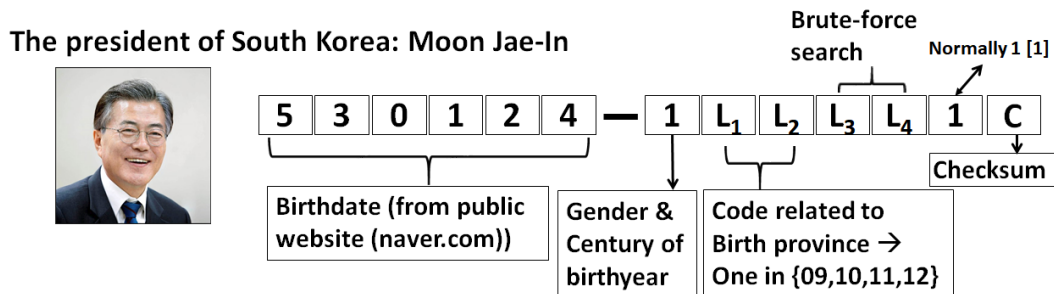 The president of South Korea: Moon Jae-In
Brute-force
search
Normally 1 [1]
5 3 0 1 2 4 – 1 L1 L2 L3 L4 1 C
Birthdate (from public
website (naver.com))
Gender &
Century of
birthyear
Code related to
Birth province →
One in {09,10,11,12}
Checksum